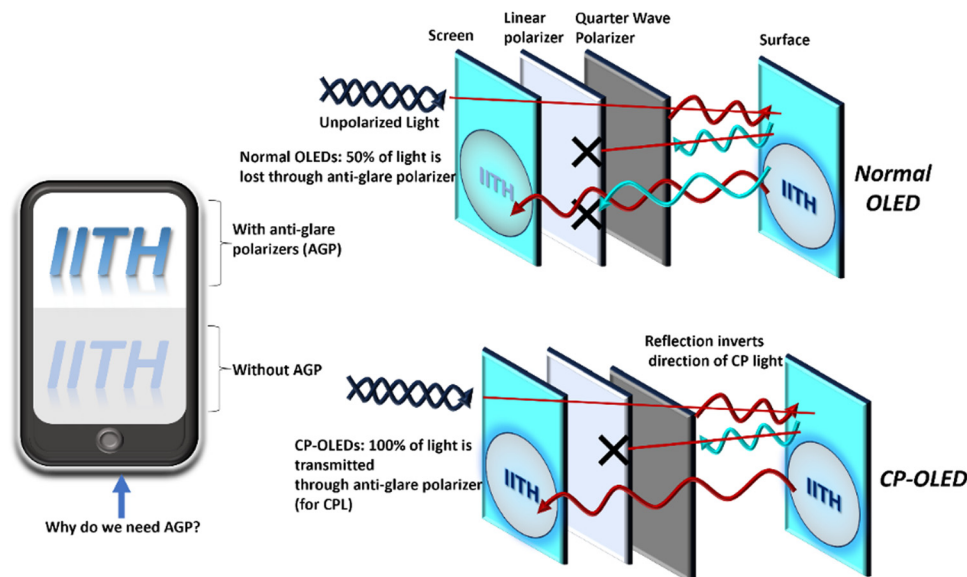 Screen
Linear
polarizer
Quarter Wave
Polarizer
Surface
Unpolarized Light
Normal OLEDs: 50% of light is
lost through anti-glare polarizer
IITH
IITH
Normal
OLED
IITH
With anti-glare
polarizers (AGP)
IITH
Without AGP
Why do we need AGP?
Reflection inverts
direction of CP light
CP-OLEDs: 100% of light is
transmitted
through anti-glare polarizer
(for CPL)
IITH
IITH
CP-OLED